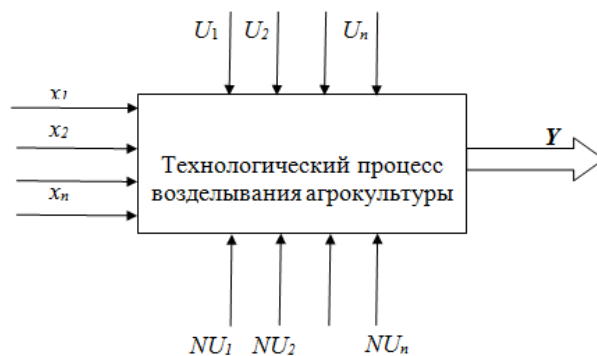 U1 U2 Un
x1
x2
xn
Y
Технологический процесс
возделывания агрокультуры
NU1 NU2 NUn